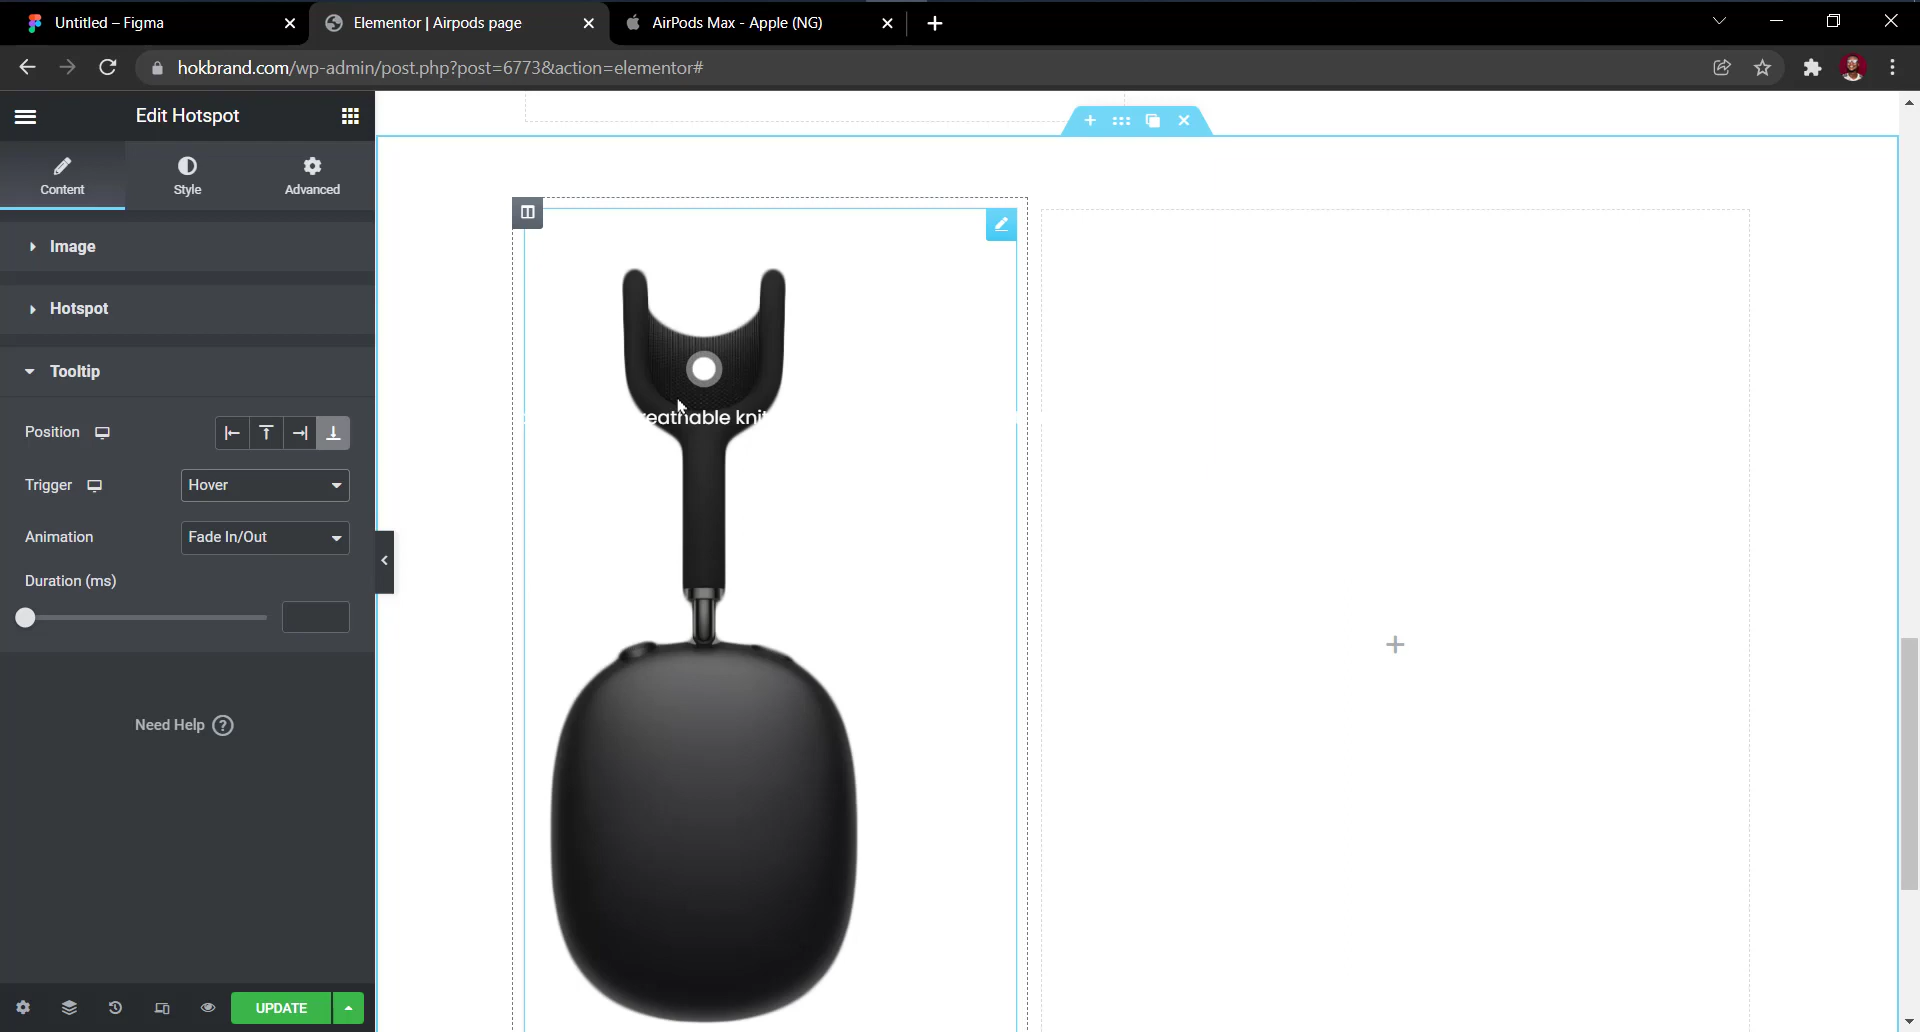 Untitled – Figma
Elementor | Airpods page
AirPods Max - Apple (NG)
hokbrand.com/wp-admin/post.php?post=6773&action=elementor#
Edit Hotspot
Content
Style
Advanced
Image
Hotspot
Tooltip
Position
Trigger
Hover
Animation
Fade In/Out
Duration (ms)
Need Help
UPDATE